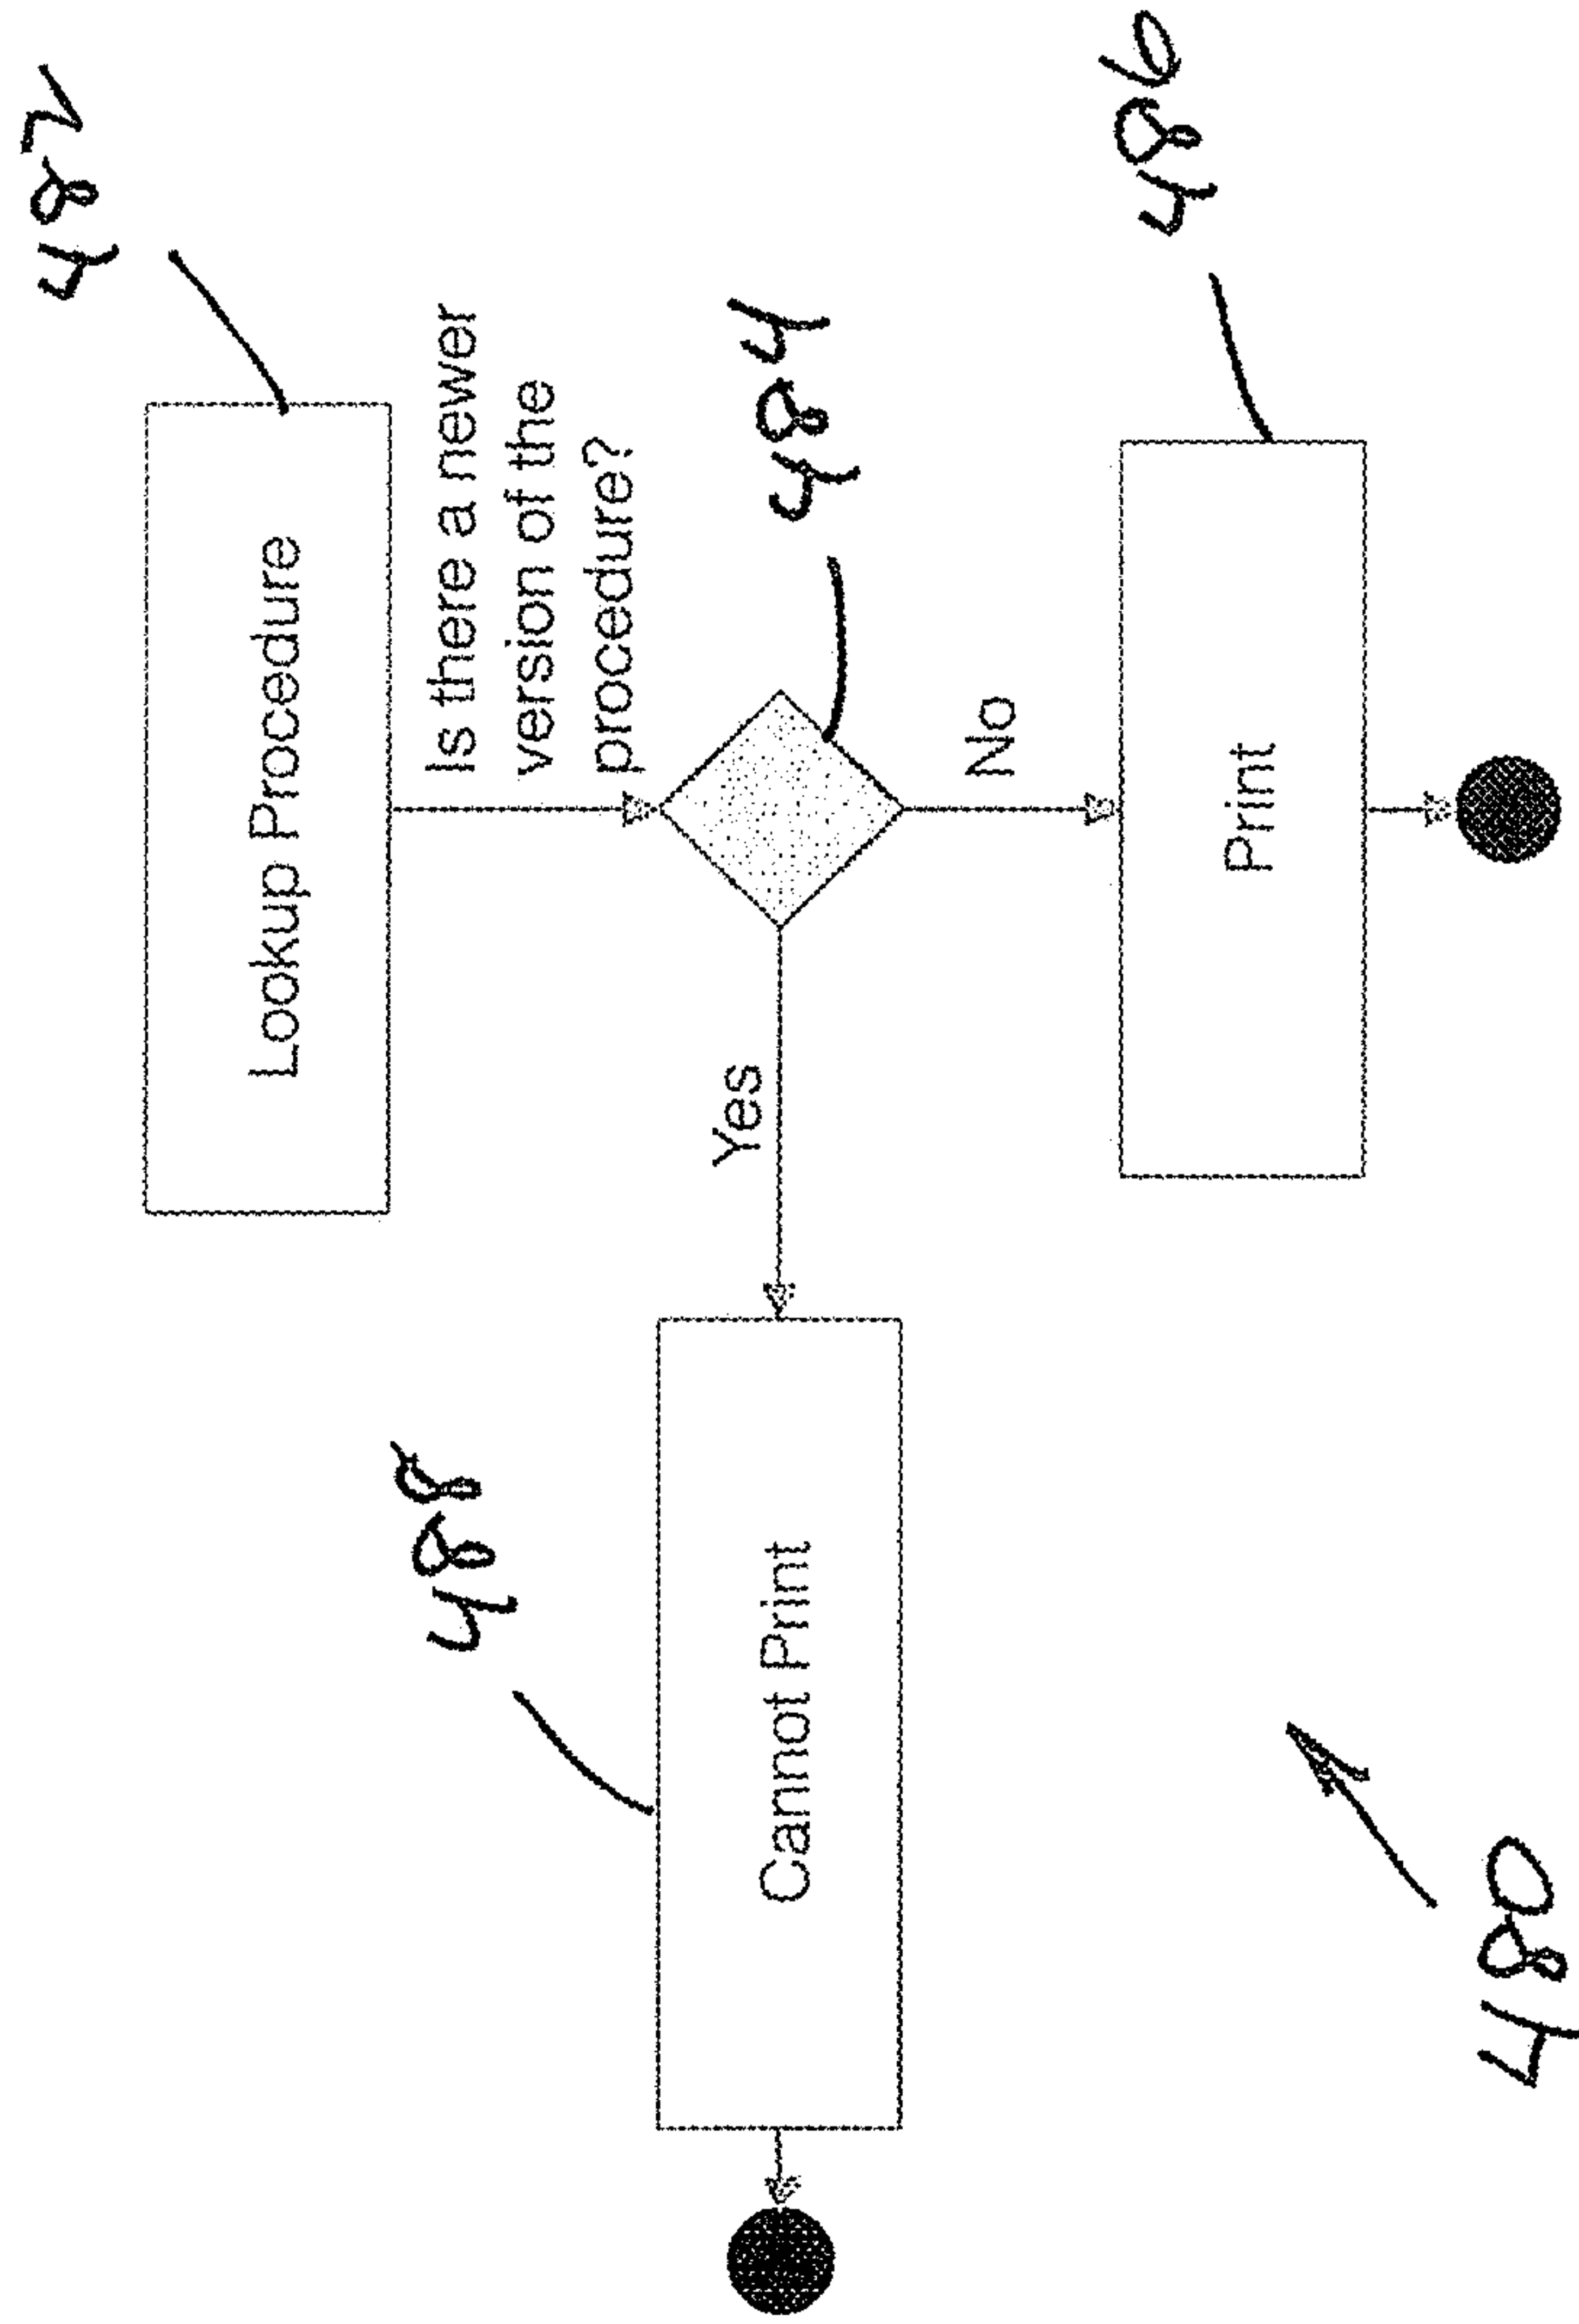 482
Lookup Procedure
Is there a newer
version of the
procedure?
484
Yes
No
488
Cannot Print
486
Print
480